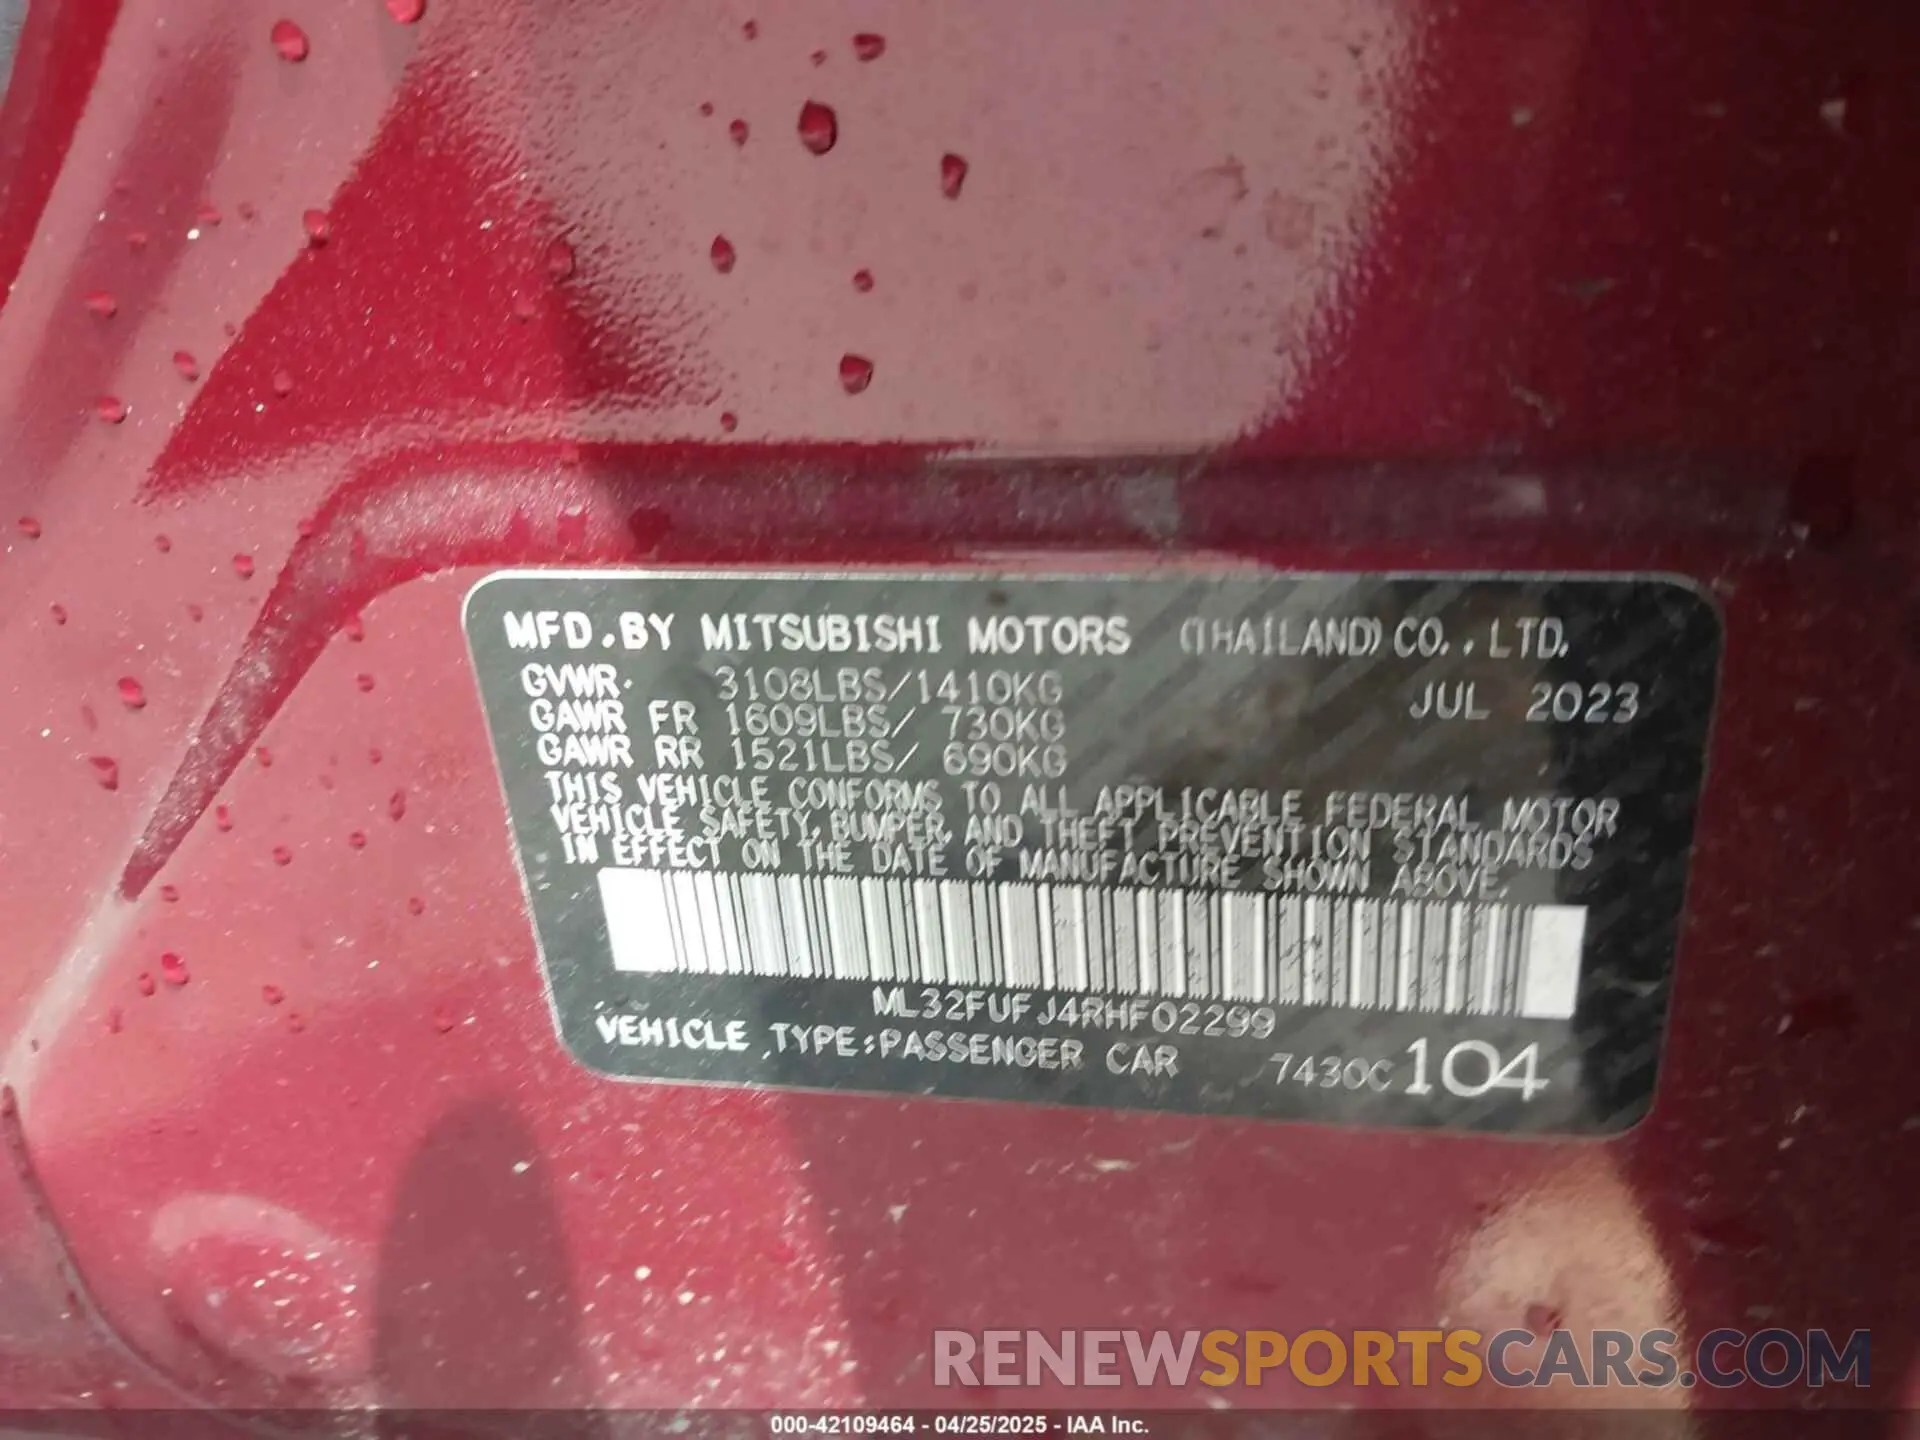 MFD.BY MITSUBISHI MOTORS (THAILAND) CO.,LTD.
GVWR. 3108LBS/1410KG JUL 2023
GAWR FR 1609LBS/ 730KG
GAWR RR 1521LBS/ 690KG
THIS VEHICLE CONFORMS TO ALL APPLICABLE FEDERAL MOTOR
VEHICLE SAFETY, BUMPER, AND THEFT PREVENTION STANDARDS
IN EFFECT ON THE DATE OF MANUFACTURE SHOWN ABOVE.
ML32FUFJ4RHF02299
VEHICLE TYPE:PASSENGER CAR 7430C 104
RENEWSPORTSCARS.COM
000-42109464 - 04/25/2025 - IAA Inc.